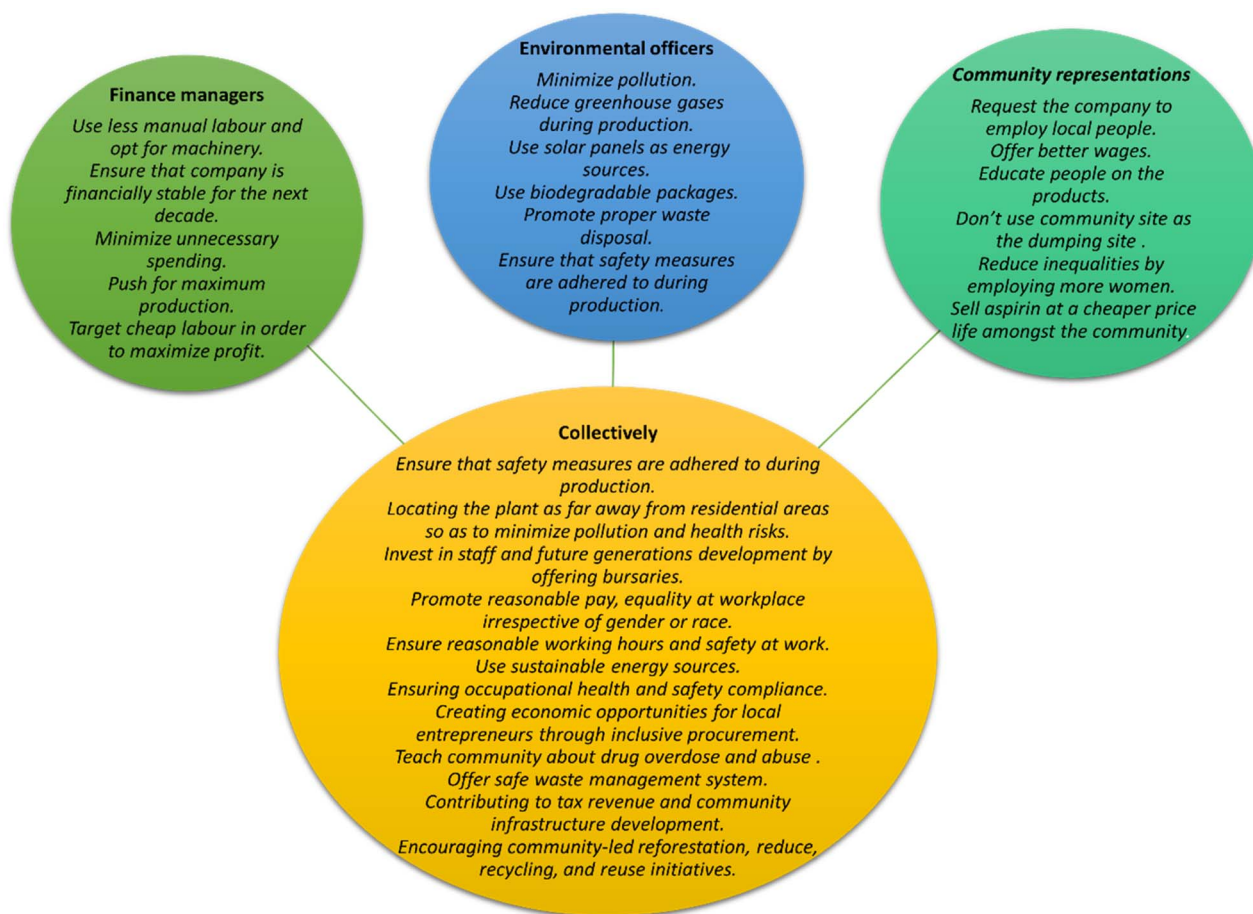 Finance managers
Use less manual labour and
opt for machinery.
Ensure that company is
financially stable for the next
decade.
Minimize unnecessary
spending.
Push for maximum
production.
Target cheap labour in order
to maximize profit.
Environmental officers
Minimize pollution.
Reduce greenhouse gases
during production.
Use solar panels as energy
sources.
Use biodegradable packages.
Promote proper waste
disposal.
Ensure that safety measures
are adhered to during
production.
Community representations
Request the company to
employ local people.
Offer better wages.
Educate people on the
products.
Don’t use community site as
the dumping site .
Reduce inequalities by
employing more women.
Sell aspirin at a cheaper price
life amongst the community.
Collectively
Ensure that safety measures are adhered to during
production.
Locating the plant as far away from residential areas
so as to minimize pollution and health risks.
Invest in staff and future generations development by
offering bursaries.
Promote reasonable pay, equality at workplace
irrespective of gender or race.
Ensure reasonable working hours and safety at work.
Use sustainable energy sources.
Ensuring occupational health and safety compliance.
Creating economic opportunities for local
entrepreneurs through inclusive procurement.
Teach community about drug overdose and abuse .
Offer safe waste management system.
Contributing to tax revenue and community
infrastructure development.
Encouraging community-led reforestation, reduce,
recycling, and reuse initiatives.